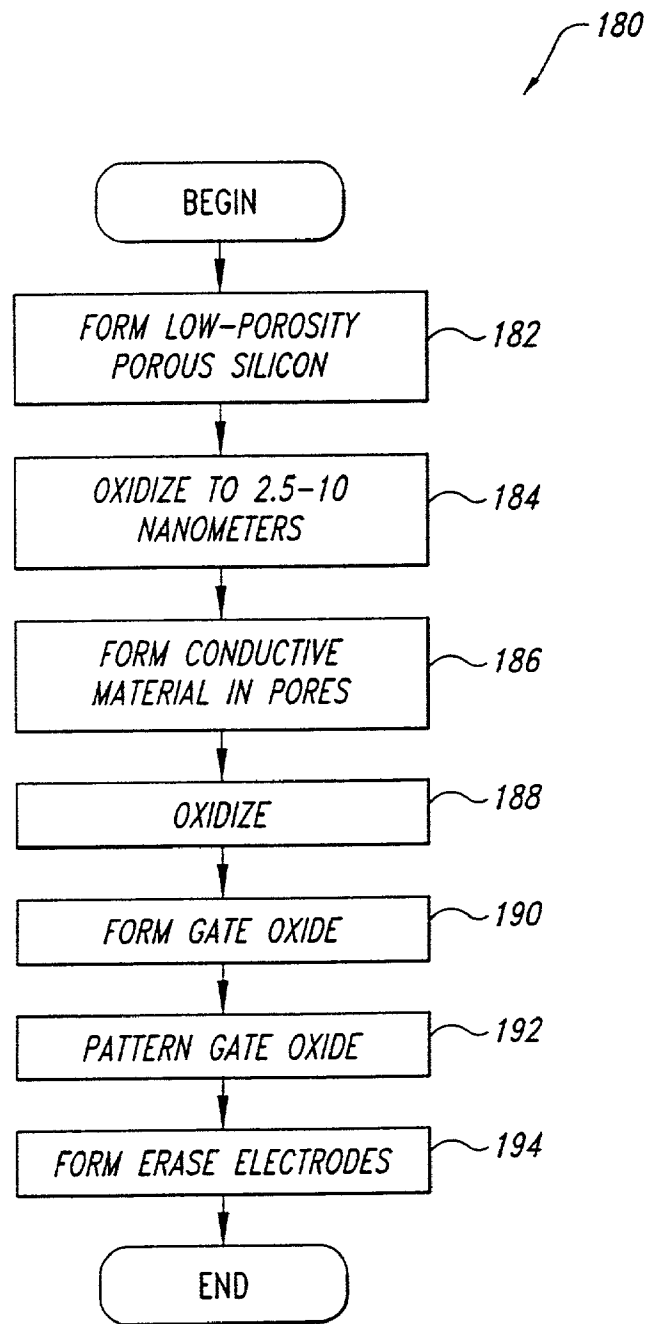 180
BEGIN
FORM LOW-POROSITY
POROUS SILICON
182
OXIDIZE TO 2.5-10
NANOMETERS
184
FORM CONDUCTIVE
MATERIAL IN PORES
186
OXIDIZE
188
FORM GATE OXIDE
190
PATTERN GATE OXIDE
192
FORM ERASE ELECTRODES
194
END